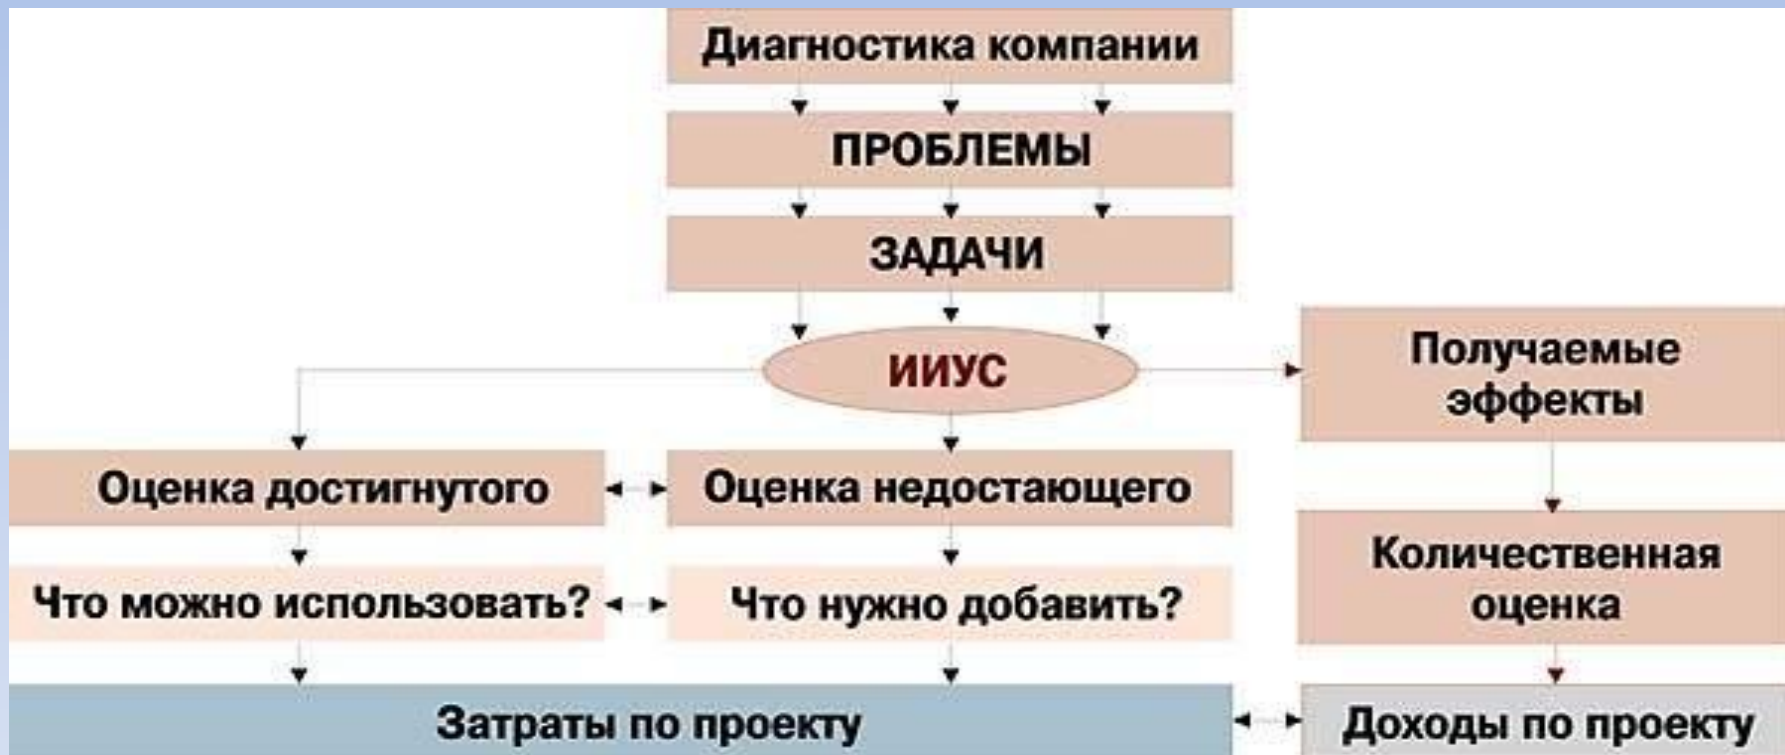 Диагностика компании
ПРОБЛЕМЫ
ЗАДАЧИ
ИИУС
Получаемые
эффекты
Оценка достигнутого
Оценка недостающего
Количественная
оценка
Что можно использовать?
Что нужно добавить?
Затраты по проекту
Доходы по проекту